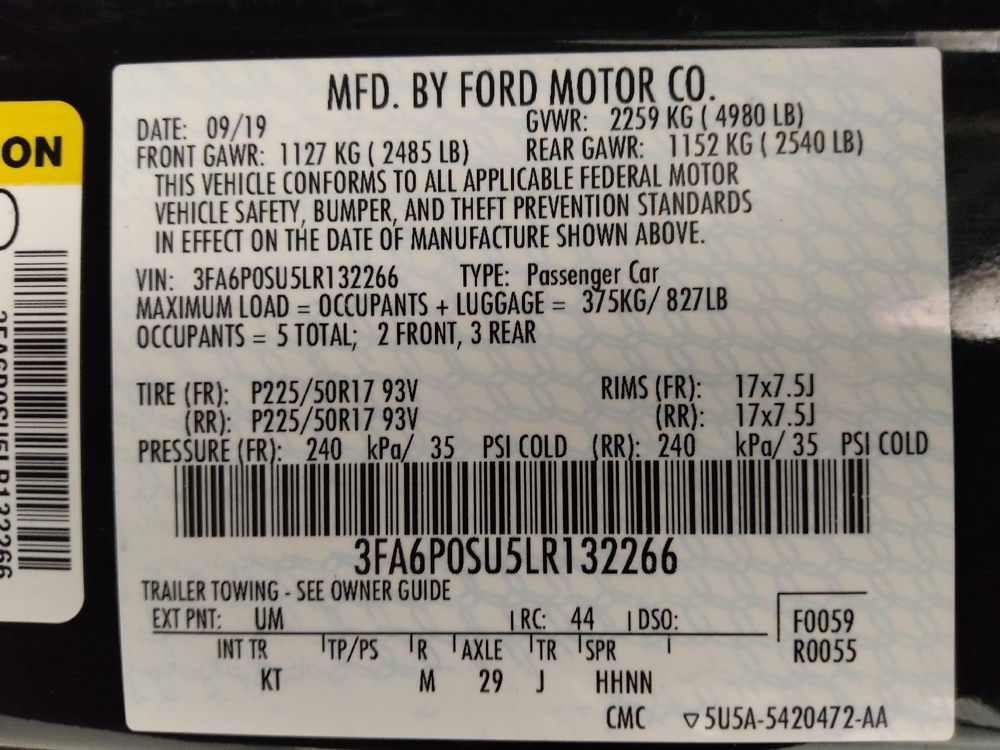 MFD. BY FORD MOTOR CO.
DATE: 09/19 GVWR: 2259 KG ( 4980 LB)
FRONT GAWR: 1127 KG ( 2485 LB) REAR GAWR: 1152 KG ( 2540 LB)
THIS VEHICLE CONFORMS TO ALL APPLICABLE FEDERAL MOTOR
VEHICLE SAFETY, BUMPER, AND THEFT PREVENTION STANDARDS
IN EFFECT ON THE DATE OF MANUFACTURE SHOWN ABOVE.
VIN: 3FA6P0SU5LR132266 TYPE: Passenger Car
MAXIMUM LOAD = OCCUPANTS + LUGGAGE = 375KG/ 827LB
OCCUPANTS = 5 TOTAL; 2 FRONT, 3 REAR
TIRE (FR): P225/50R17 93V RIMS (FR): 17x7.5J
(RR): P225/50R17 93V (RR): 17x7.5J
PRESSURE (FR): 240 kPa/ 35 PSI COLD (RR): 240 kPa/ 35 PSI COLD
3FA6P0SU5LR132266
TRAILER TOWING - SEE OWNER GUIDE
EXT PNT: UM RC: 44 DSO: F0059
INT TR TP/PS R AXLE TR SPR R0055
KT M 29 J HHNN
CMC ▽5U5A-5420472-AA
ON
3FA6P0SU5LR132266